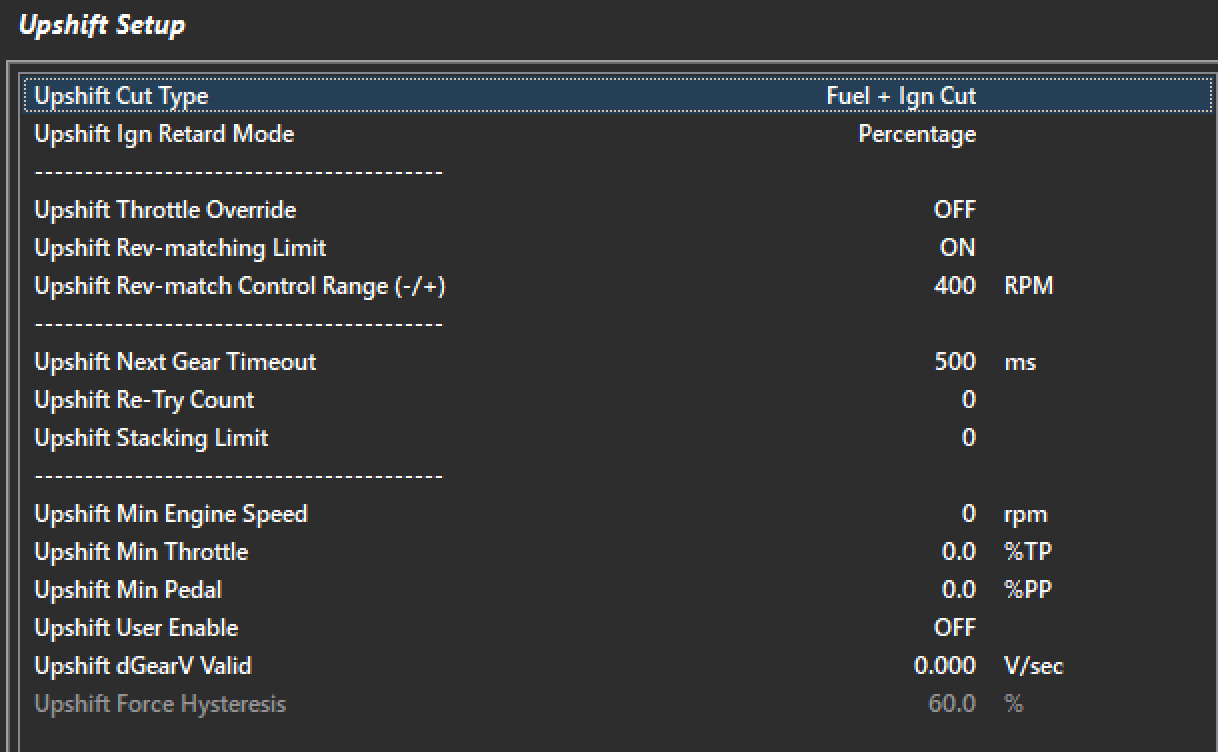 Upshift Setup
Upshift Cut Type Fuel + Ign Cut
Upshift Ign Retard Mode Percentage
-----------------------------------------
Upshift Throttle Override OFF
Upshift Rev-matching Limit ON
Upshift Rev-match Control Range (-/+) 400 RPM
-----------------------------------------
Upshift Next Gear Timeout 500 ms
Upshift Re-Try Count 0
Upshift Stacking Limit 0
-----------------------------------------
Upshift Min Engine Speed 0 rpm
Upshift Min Throttle 0.0 %TP
Upshift Min Pedal 0.0 %PP
Upshift User Enable OFF
Upshift dGearV Valid 0.000 V/sec
Upshift Force Hysteresis 60.0 %